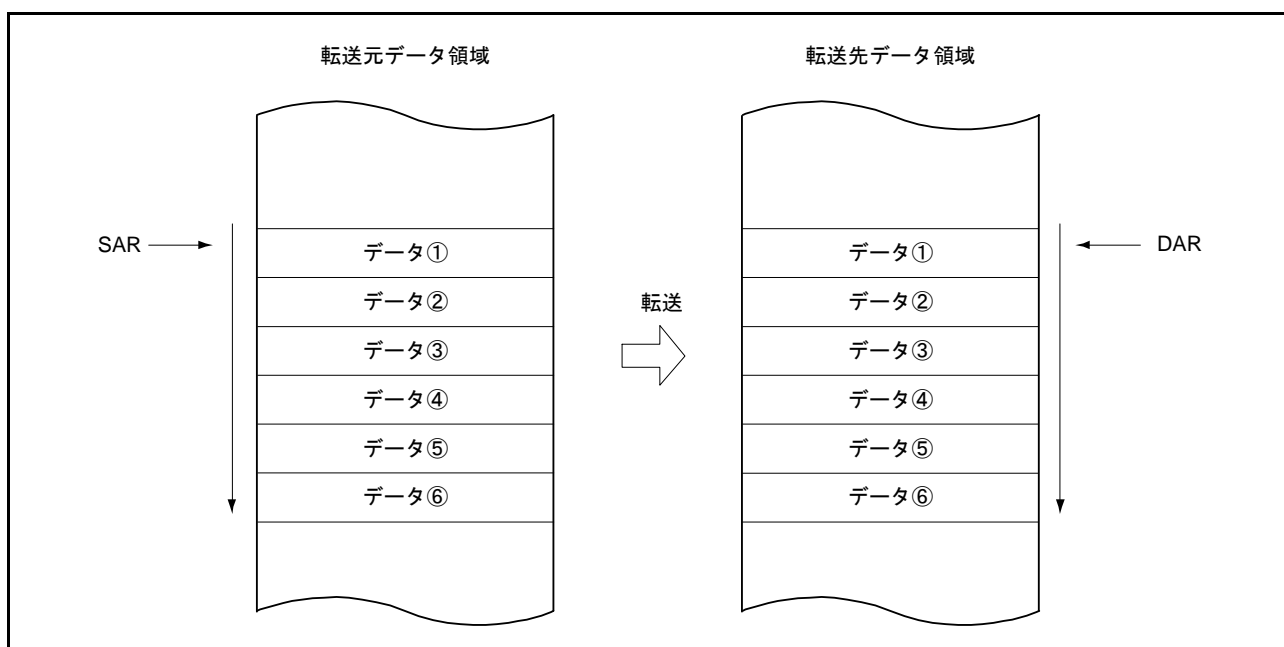 転送元データ領域
転送先データ領域
SAR
データ①
データ②
データ③
データ④
データ⑤
データ⑥
転送
データ①
データ②
データ③
データ④
データ⑤
データ⑥
DAR